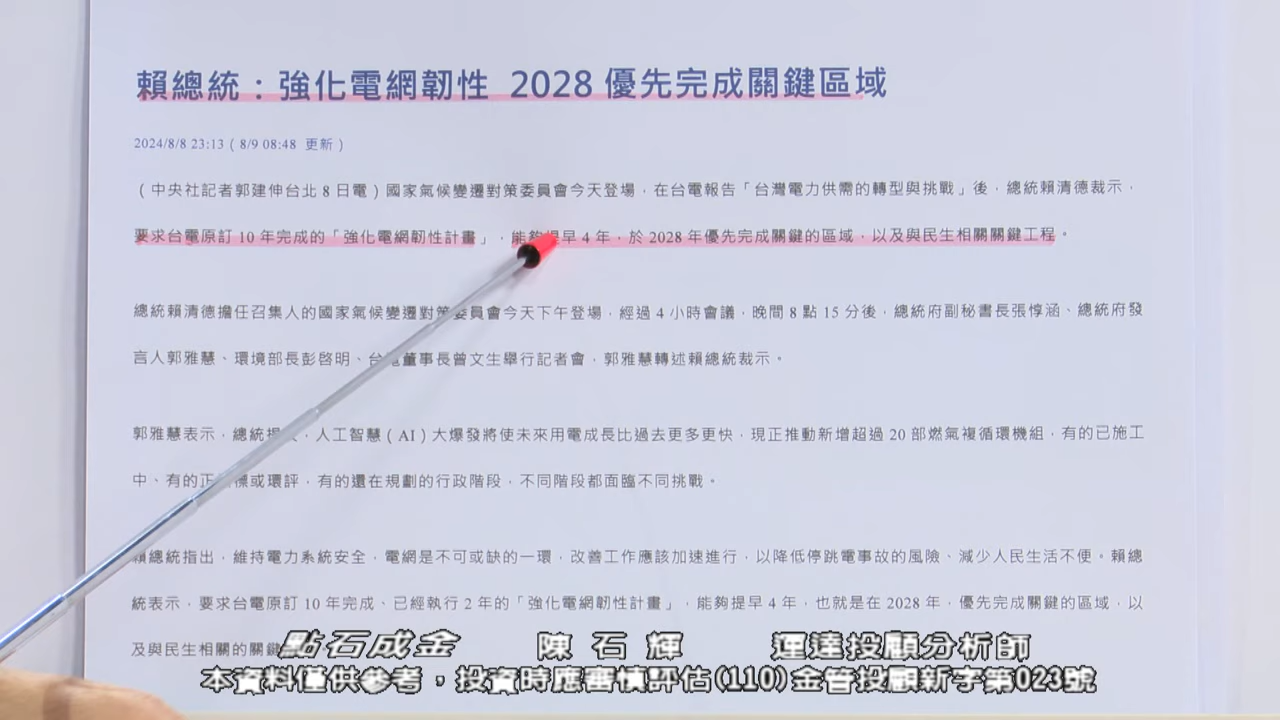 賴總統：強化電網韌性 2028 優先完成關鍵區域
2024/8/8 23:13（8/9 08:48 更新）
（中央社記者郭建伸台北 8 日電）國家氣候變遷對策委員會今天登場，在台電報告「台灣電力供需的轉型與挑戰」後，總統賴清德裁示，
要求台電原訂 10 年完成的「強化電網韌性計畫」，能夠提早 4 年，於 2028 年優先完成關鍵的區域，以及與民生相關關鍵工程。
總統賴清德擔任召集人的國家氣候變遷對策委員會今天下午登場，經過 4 小時會議，晚間 8 點 15 分後，總統府副秘書長張惇涵、總統府發
言人郭雅慧、環境部長彭啓明、台電董事長曾文生舉行記者會，郭雅慧轉述賴總統裁示。
郭雅慧表示，總統提，人工智慧（AI）大爆發將使未來用電成長比過去更多更快，現正推動新增超過 20 部燃氣複循環機組，有的已施工
中、有的正標或環評，有的還在規劃的行政階段，不同階段都面臨不同挑戰。
賴總統指出，維持電力系統安全，電網是不可或缺的一環，改善工作應該加速進行，以降低停跳電事故的風險、減少人民生活不便。賴總
統表示，要求台電原訂 10 年完成、已經執行 2 年的「強化電網韌性計畫」，能夠提早 4 年，也就是在 2028 年，優先完成關鍵的區域，以
及與民生相關的關
點石成金 陳石輝 運達投顧分析師
本資料僅供參考，投資時應審慎評估(110)金管投顧新字第023號